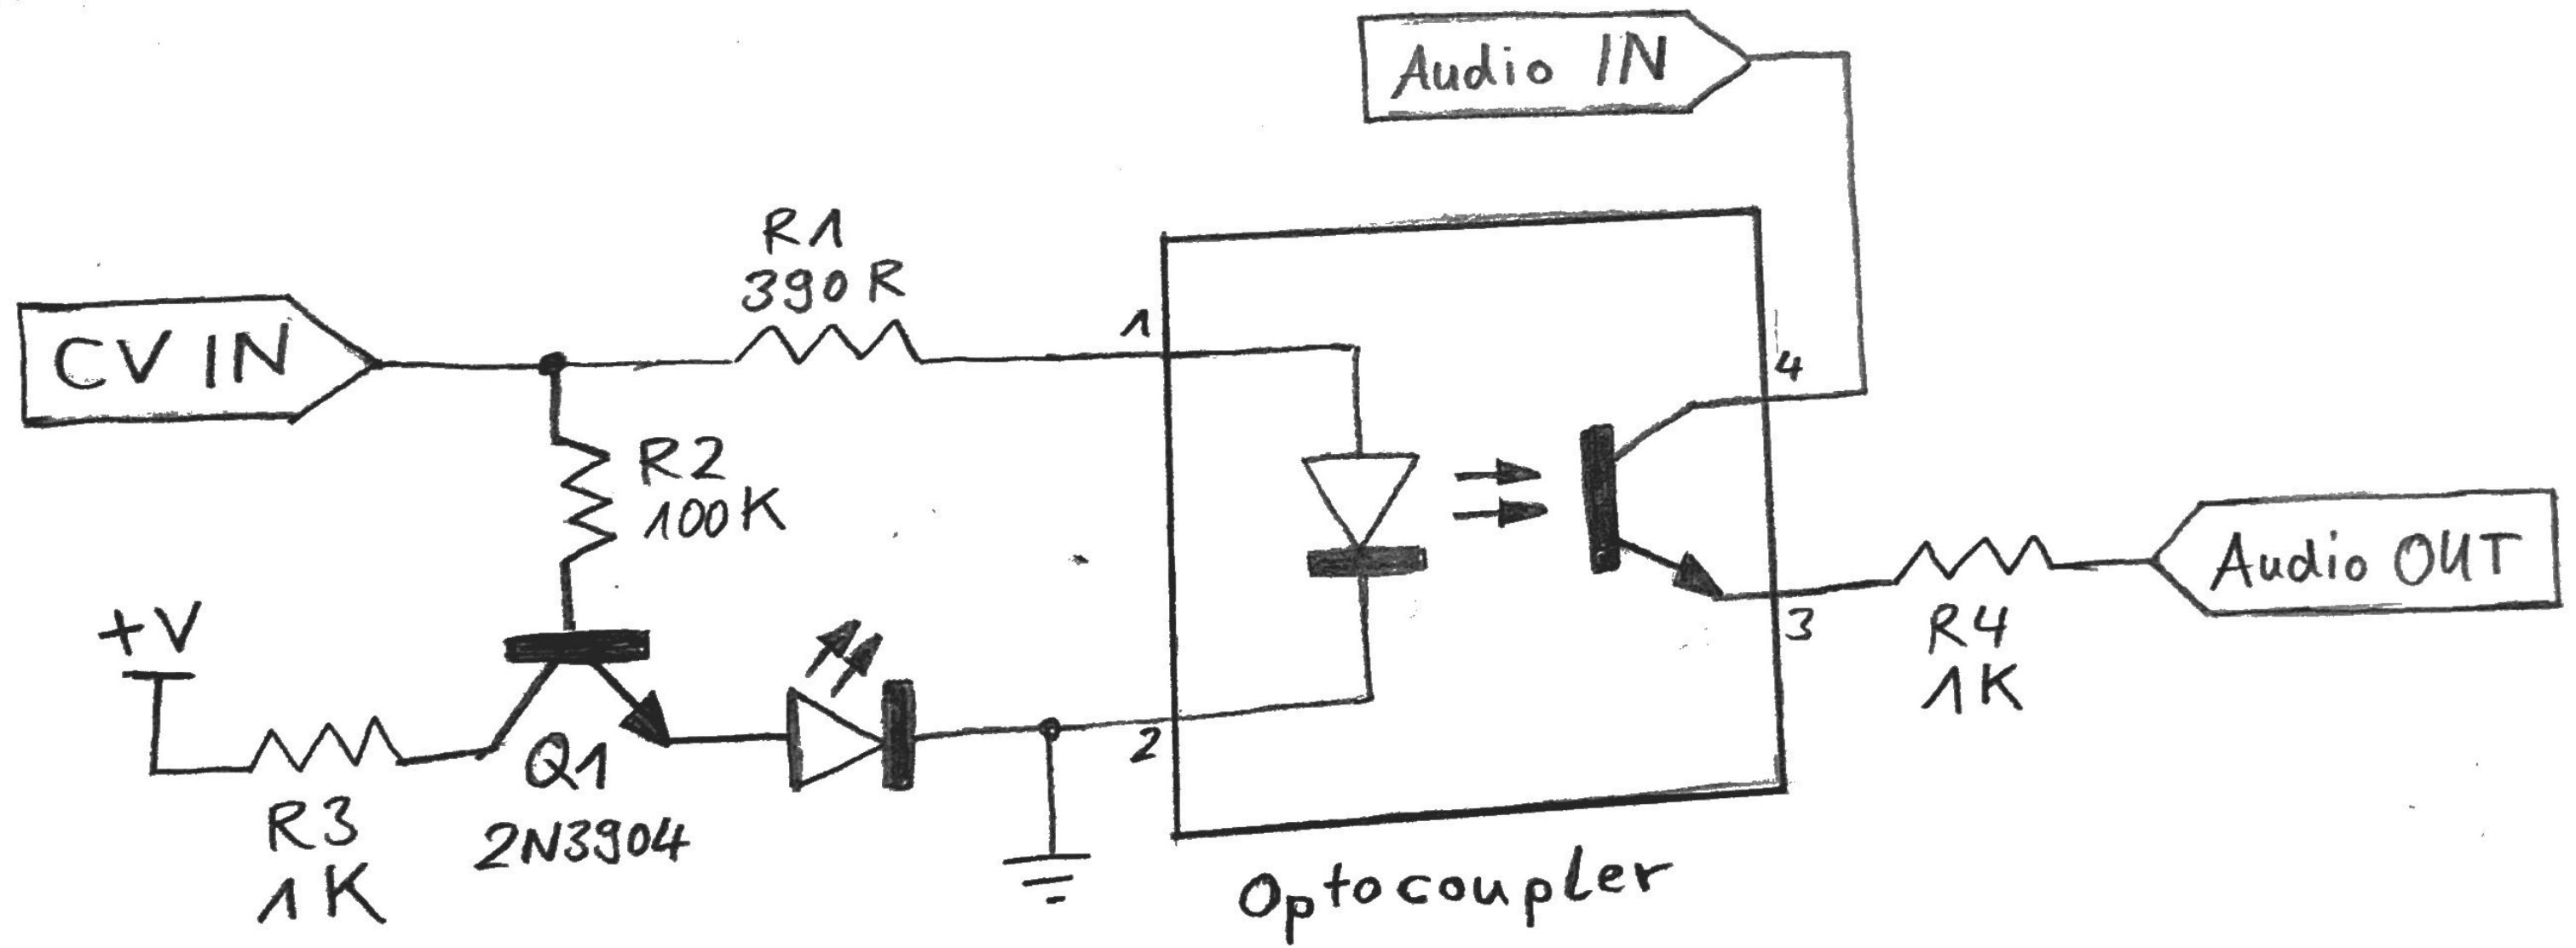 Audio IN
R1
390R
CV IN
1
4
R2
100K
Audio OUT
+V
3
R4
1K
2
Q1
2N3904
R3
1K
Optocoupler